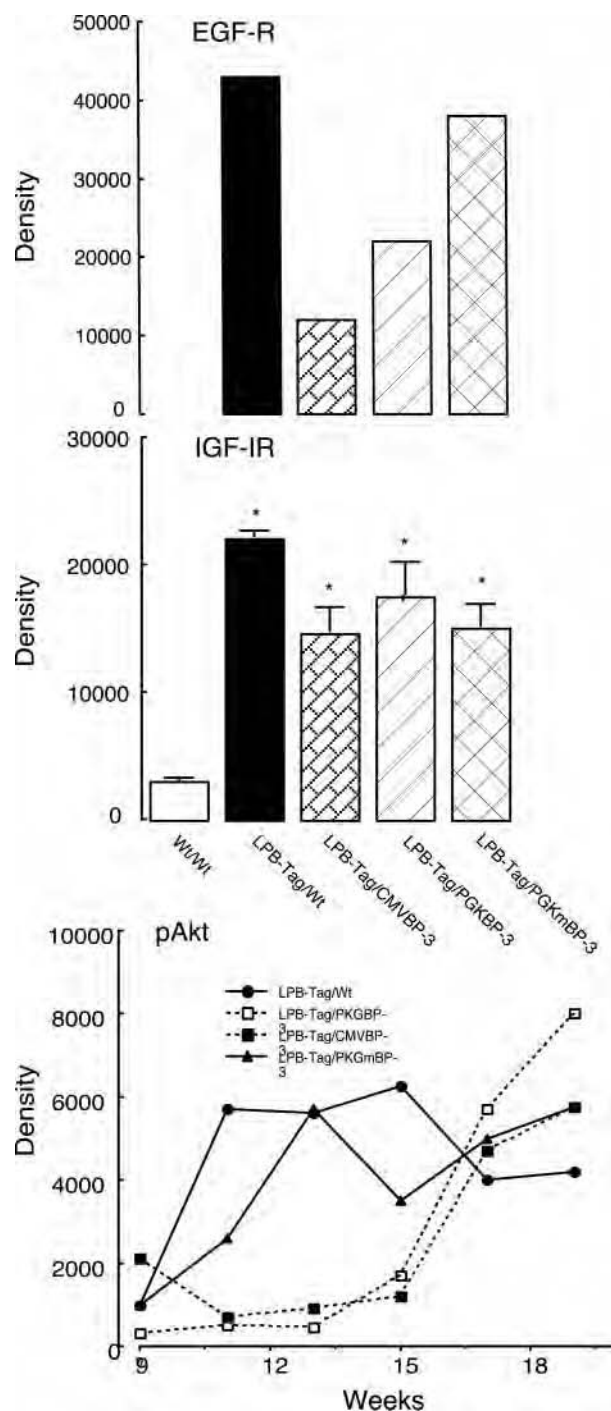 EGF-R
50000
40000
30000
20000
10000
0
Density
IGF-IR
30000
20000
10000
0
Density
*
*
*
*
Wt/Wt
LPB-Tag/Wt
LPB-Tag/CMVBP-3
LPB-Tag/PGKBP-3
LPB-Tag/PGKmBP-3
pAkt
10000
8000
6000
4000
2000
0
Density
LPB-Tag/Wt
LPB-Tag/PKGBP-
3
LPB-Tag/CMVBP-
3
LPB-Tag/PKGmBP-
3
9
12
15
18
Weeks